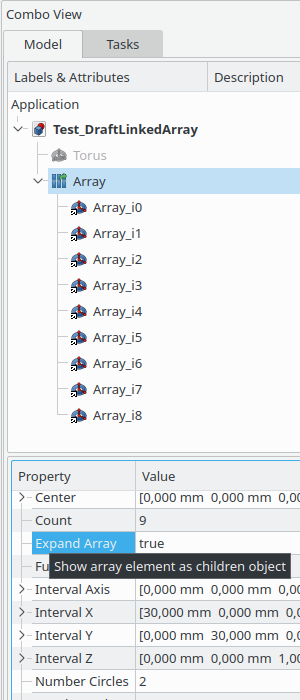 Combo View
Model Tasks
Labels & Attributes Description
Application
Test_DraftLinkedArray
Torus
Array
Array_i0
Array_i1
Array_i2
Array_i3
Array_i4
Array_i5
Array_i6
Array_i7
Array_i8
Property Value
Center [0,000 mm 0,000 mm 0,00
Count 9
Expand Array true
Fu
Show array element as children object
Interval Axis [0,000 mm 0,000 mm 0,00
Interval X [30,000 mm 0,000 mm 0,0
Interval Y [0,000 mm 30,000 mm 0,0
Interval Z [0,000 mm 0,000 mm 1,00
Number Circles 2